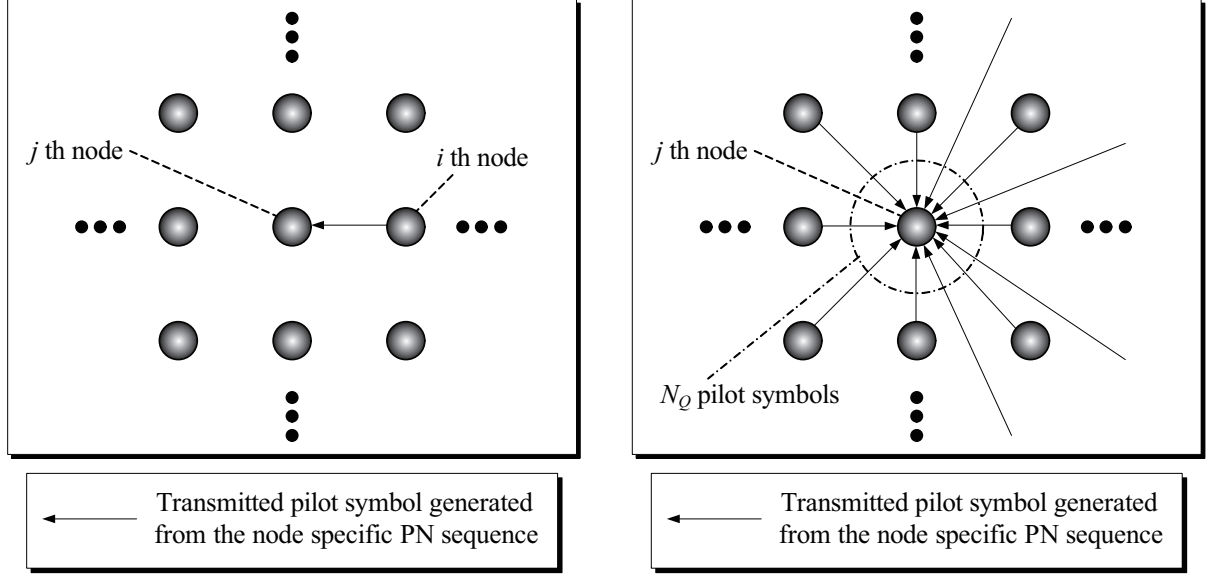 j th node
i th node
Transmitted pilot symbol generated
from the node specific PN sequence
j th node
N_Q pilot symbols
Transmitted pilot symbol generated
from the node specific PN sequence